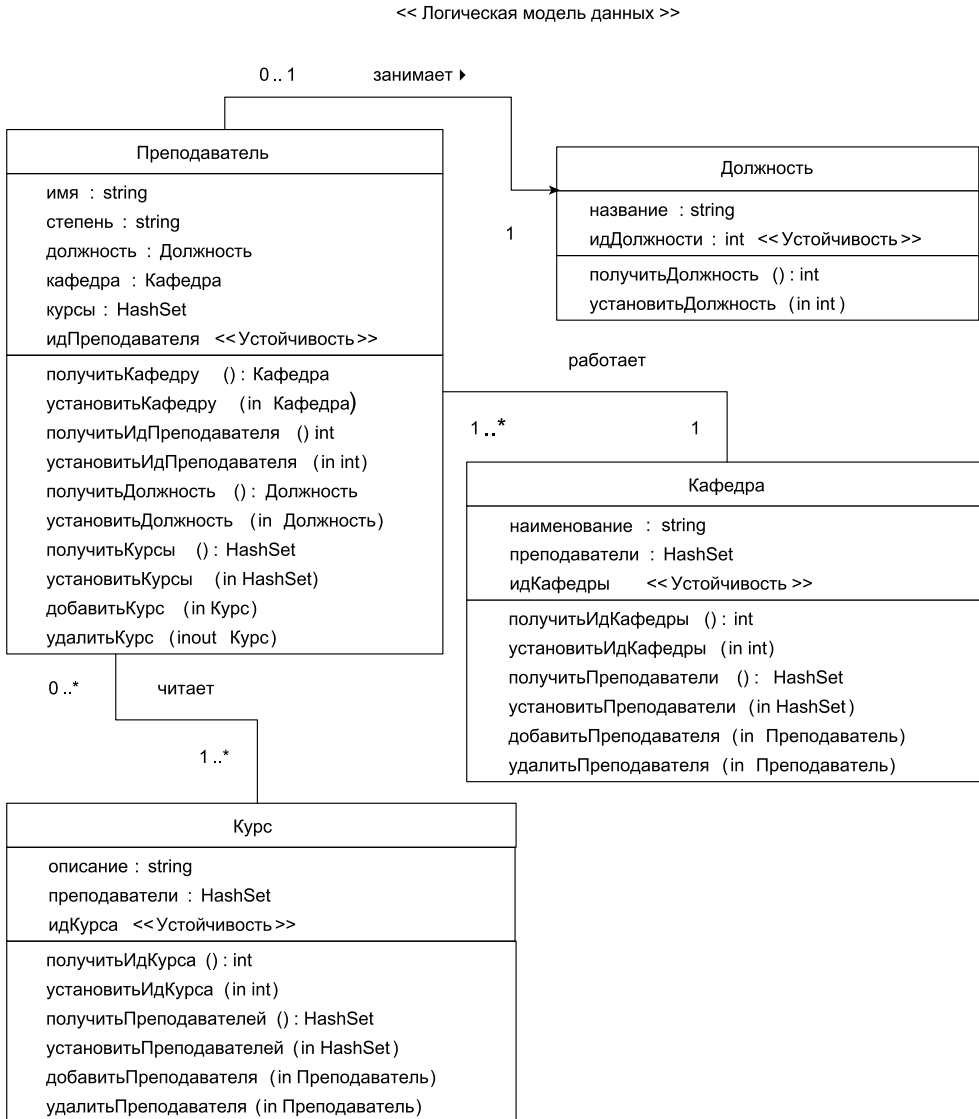 << Логическая модель данных >>
0 .. 1 занимает
Преподаватель
имя : string
степень : string
должность : Должность
кафедра : Кафедра
курсы : HashSet
идПреподавателя <<Устойчивость>>
получитьКафедру () : Кафедра
установитьКафедру (in Кафедра)
получитьИдПреподавателя () int
установитьИдПреподавателя (in int)
получитьДолжность () : Должность
установитьДолжность (in Должность)
получитьКурсы () : HashSet
установитьКурсы (in HashSet)
добавитьКурс (in Курс)
удалитьКурс (inout Курс)
Должность
название : string
идДолжности : int <<Устойчивость>>
получитьДолжность () : int
установитьДолжность (in int)
1
работает
1 ..* 1
Кафедра
наименование : string
преподаватели : HashSet
идКафедры <<Устойчивость >>
получитьИдКафедры () : int
установитьИдКафедры (in int)
получитьПреподаватели () : HashSet
установитьПреподаватели (in HashSet)
добавитьПреподавателя (in Преподаватель)
удалитьПреподавателя (in Преподаватель)
0 ..* читает
1 ..*
Курс
описание : string
преподаватели : HashSet
идКурса <<Устойчивость>>
получитьИдКурса () : int
установитьИдКурса (in int)
получитьПреподавателей () : HashSet
установитьПреподавателей (in HashSet)
добавитьПреподавателя (in Преподаватель)
удалитьПреподавателя (in Преподаватель)